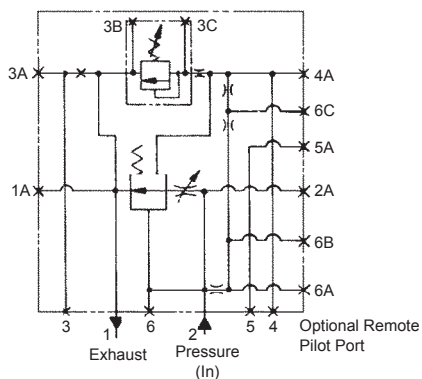 3B 3C
3A 4A
6C
5A
1A 2A
6B
6A
3 1 6 2 5 4 Optional Remote
Pilot Port
Exhaust Pressure
(In)